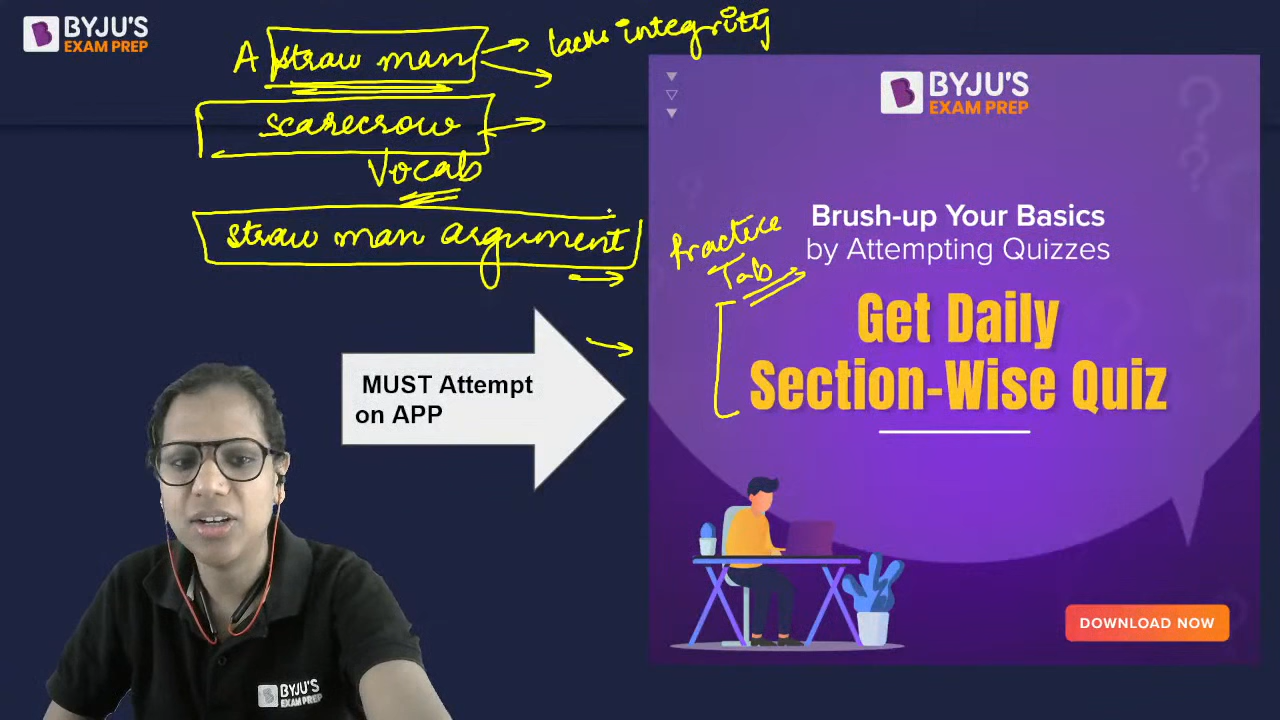 BYJU'S
EXAM PREP
A straw man
lacks integrity
scarecrow
Vocab
straw man argument
Practice
Tab
MUST Attempt
on APP
BYJU'S
EXAM PREP
Brush-up Your Basics
by Attempting Quizzes
Get Daily
Section-Wise Quiz
DOWNLOAD NOW
BYJU'S
EXAM PREP